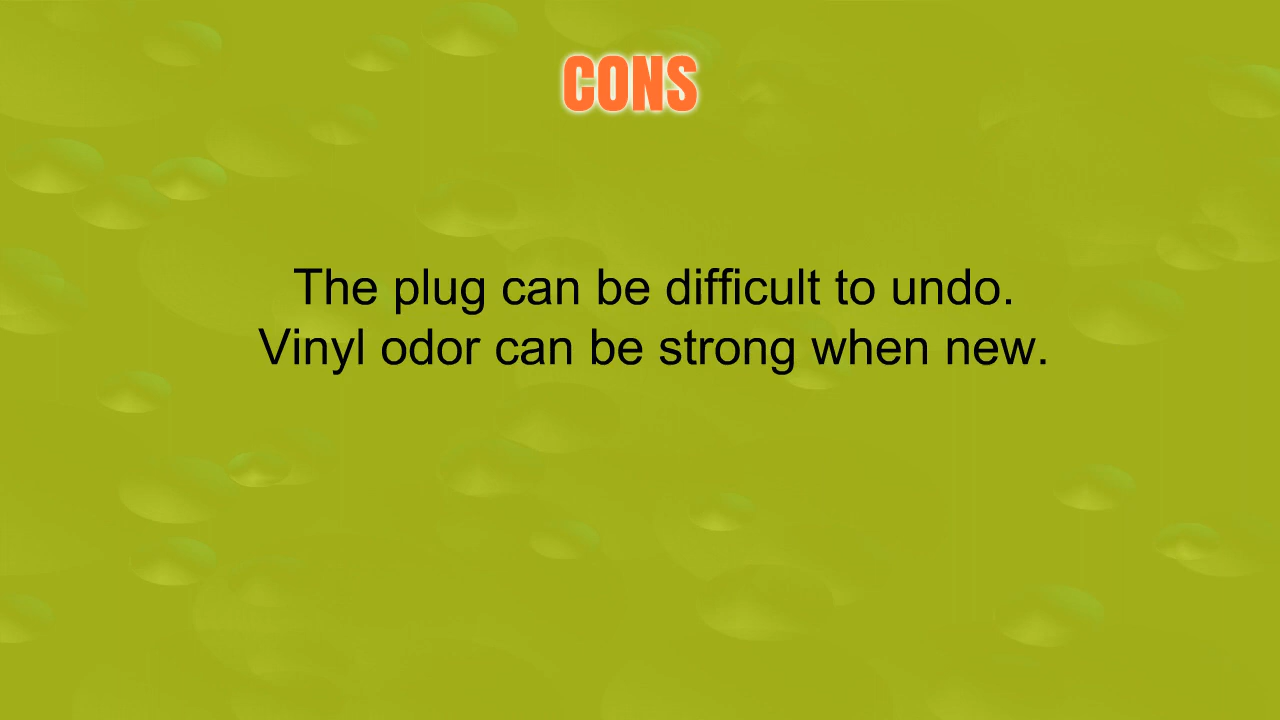 CONS
The plug can be difficult to undo.
Vinyl odor can be strong when new.